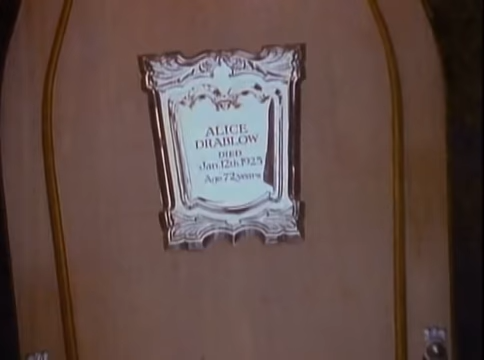 ALICE
DRABLOW
DIED
Jan. 12th 1925
Age 72 years